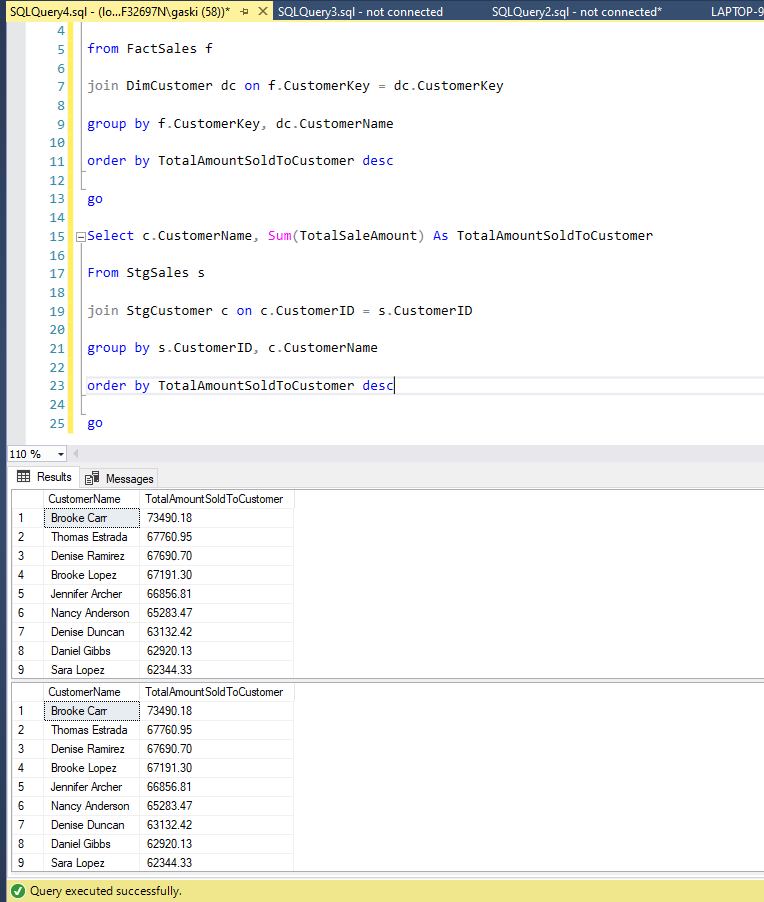 SQLQuery4.sql - (lo...F32697N\gaski (58))* SQLQuery3.sql - not connected SQLQuery2.sql - not connected* LAPTOP-9
4
5 from FactSales f
6
7 join DimCustomer dc on f.CustomerKey = dc.CustomerKey
8
9 group by f.CustomerKey, dc.CustomerName
10
11 order by TotalAmountSoldToCustomer desc
12
13 go
14
15 Select c.CustomerName, Sum(TotalSaleAmount) As TotalAmountSoldToCustomer
16
17 From StgSales s
18
19 join StgCustomer c on c.CustomerID = s.CustomerID
20
21 group by s.CustomerID, c.CustomerName
22
23 order by TotalAmountSoldToCustomer desc
24
25 go
110 %
Results Messages
CustomerName TotalAmountSoldToCustomer
1 Brooke Carr 73490.18
2 Thomas Estrada 67760.95
3 Denise Ramirez 67690.70
4 Brooke Lopez 67191.30
5 Jennifer Archer 66856.81
6 Nancy Anderson 65283.47
7 Denise Duncan 63132.42
8 Daniel Gibbs 62920.13
9 Sara Lopez 62344.33
CustomerName TotalAmountSoldToCustomer
1 Brooke Carr 73490.18
2 Thomas Estrada 67760.95
3 Denise Ramirez 67690.70
4 Brooke Lopez 67191.30
5 Jennifer Archer 66856.81
6 Nancy Anderson 65283.47
7 Denise Duncan 63132.42
8 Daniel Gibbs 62920.13
9 Sara Lopez 62344.33
Query executed successfully.